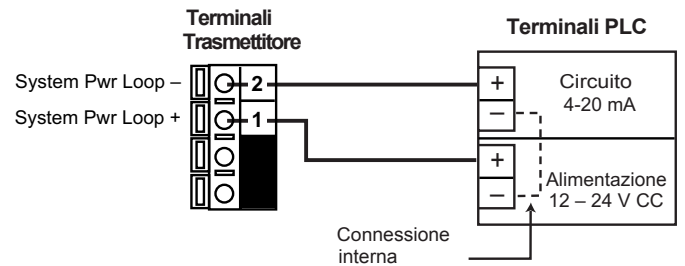 Terminali
Trasmettitore
Terminali PLC
System Pwr Loop –
2
+
Circuito
4-20 mA
–
System Pwr Loop +
1
+
Alimentazione
12 – 24 V CC
–
Connessione
interna